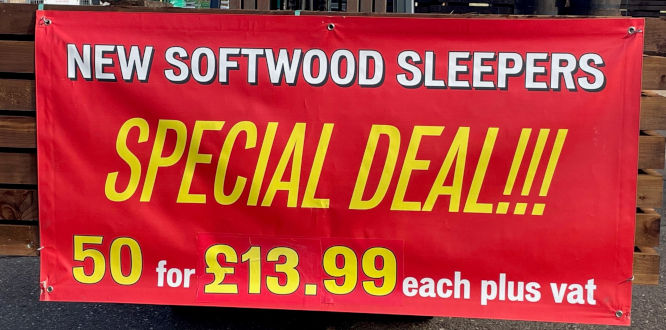 NEW SOFTWOOD SLEEPERS
SPECIAL DEAL!!!
50 for £13.99 each plus vat